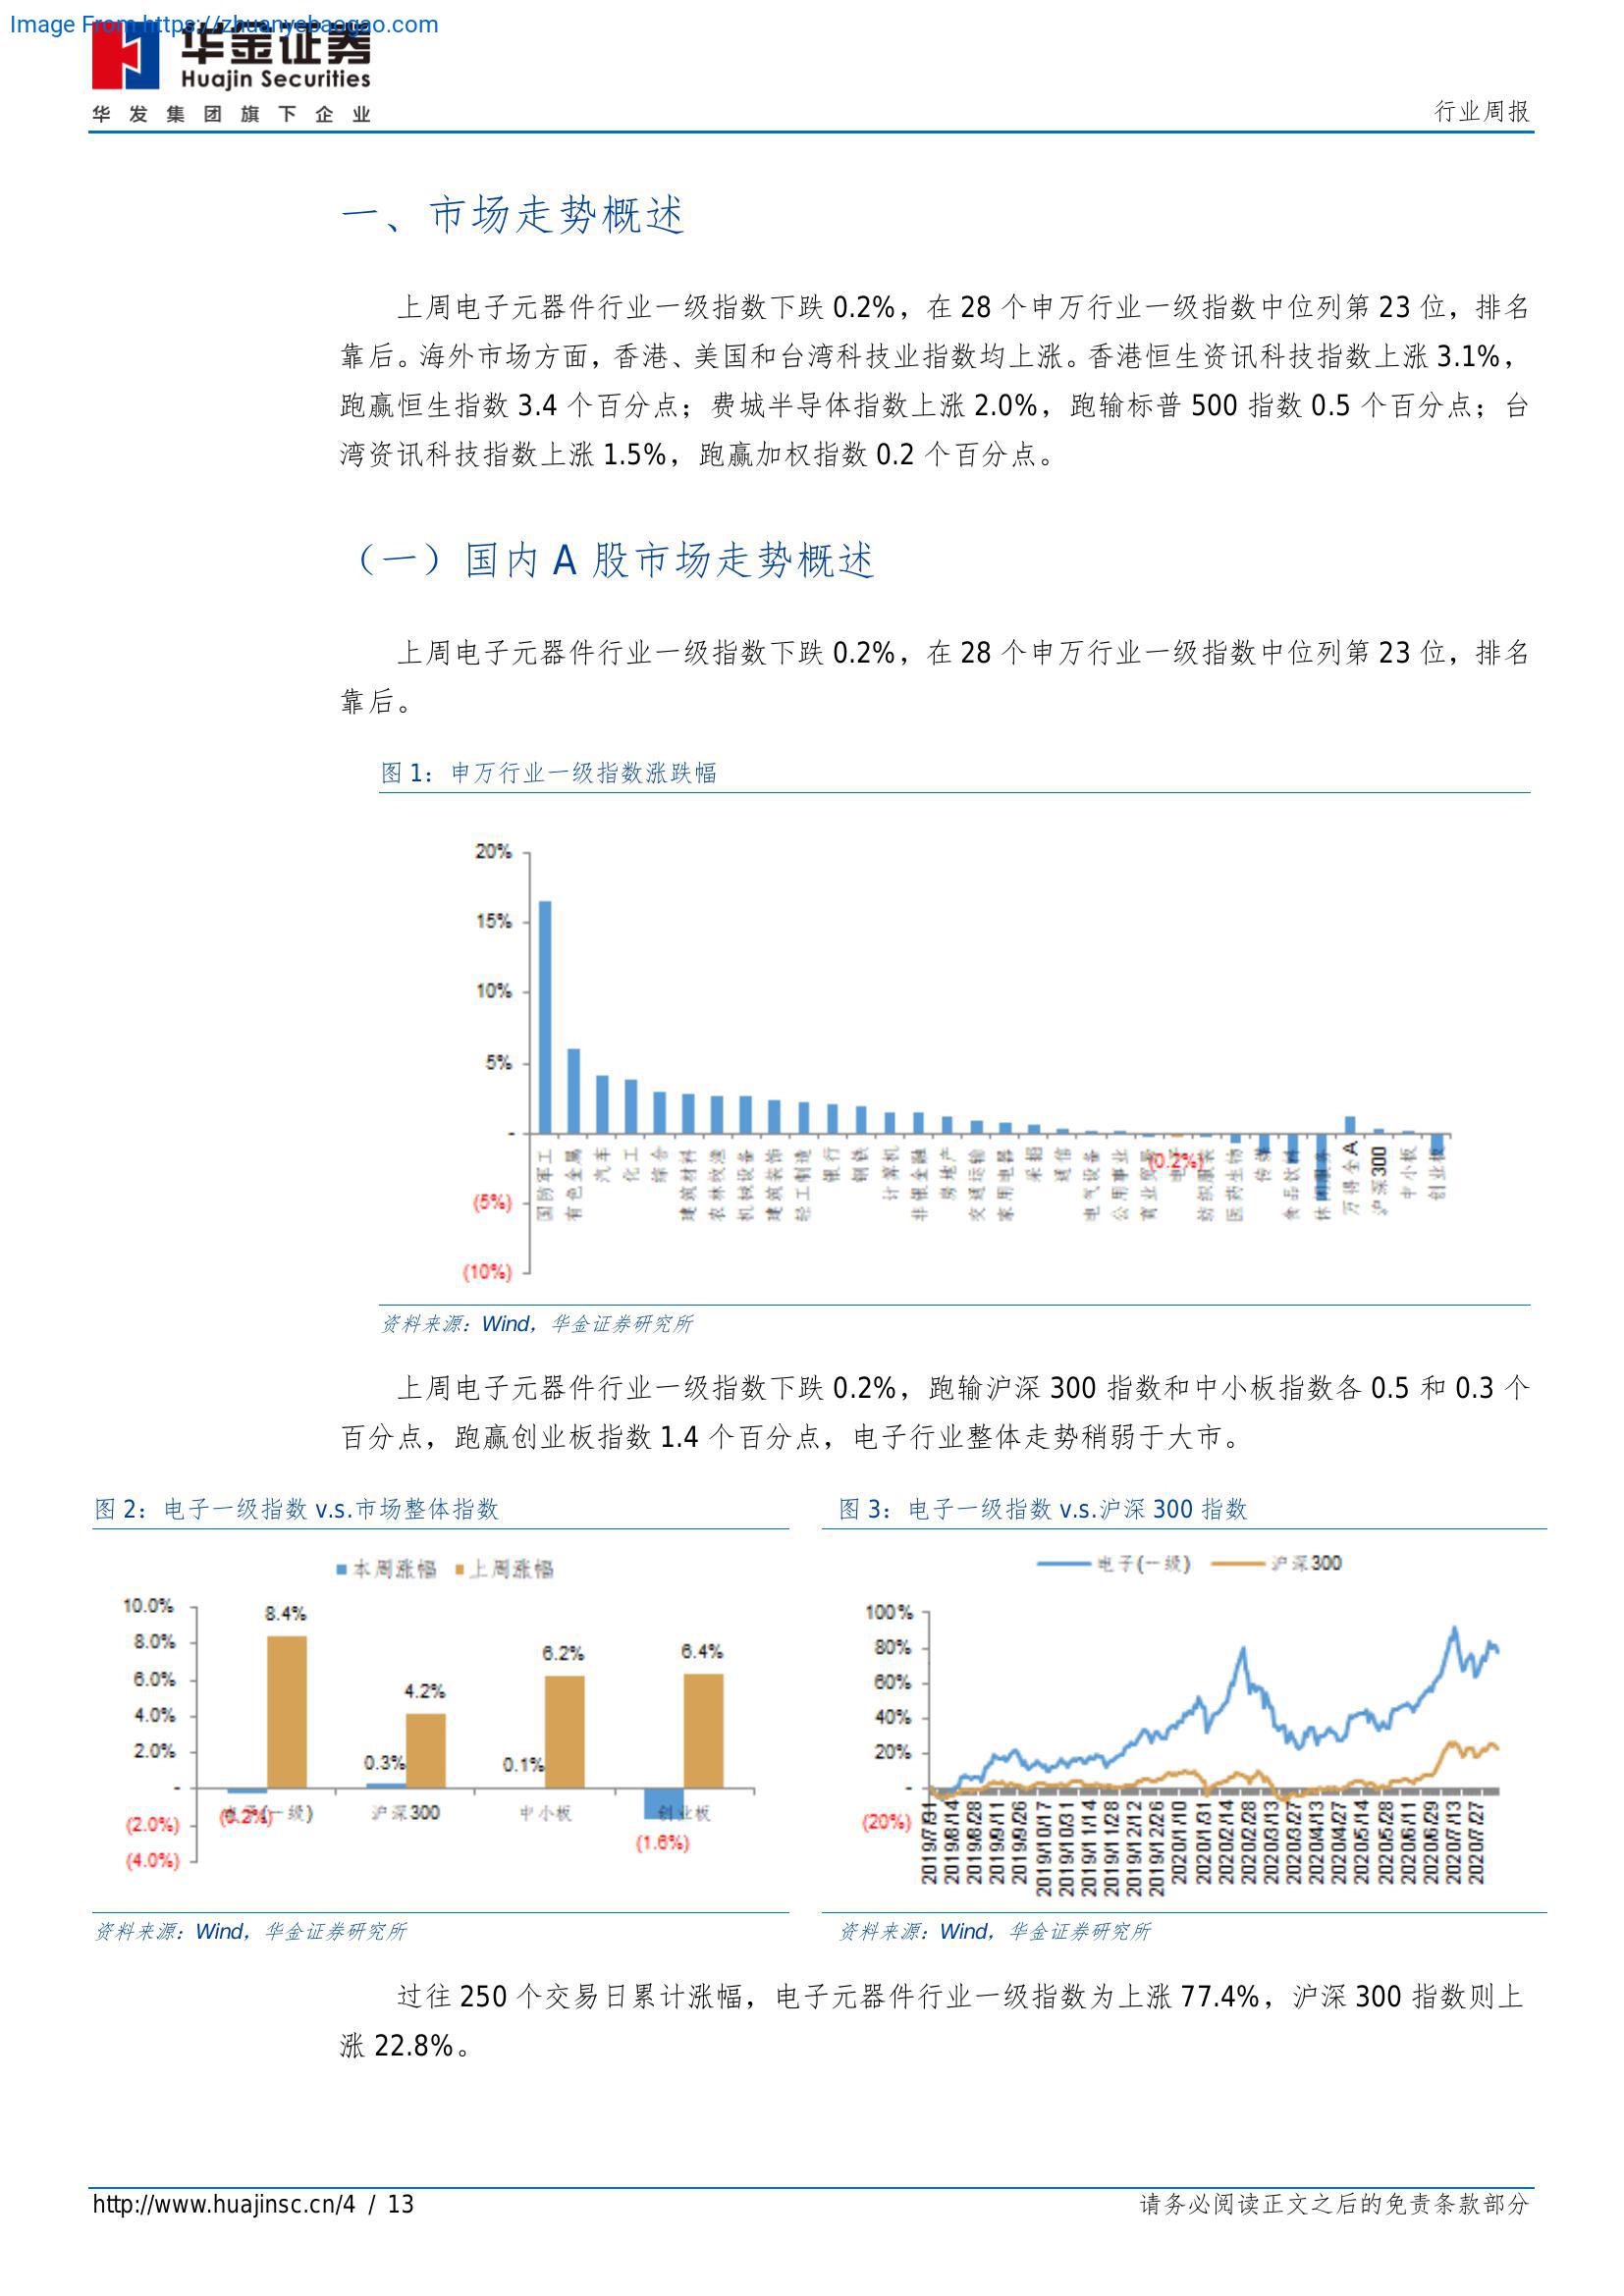 Image From https://zhuanyebaogao.com
华金证券
Huajin Securities
华发集团旗下企业
行业周报
一、市场走势概述
上周电子元器件行业一级指数下跌 0.2%，在 28 个申万行业一级指数中位列第 23 位，排名
靠后。海外市场方面，香港、美国和台湾科技业指数均上涨。香港恒生资讯科技指数上涨 3.1%，
跑赢恒生指数 3.4 个百分点；费城半导体指数上涨 2.0%，跑输标普 500 指数 0.5 个百分点；台
湾资讯科技指数上涨 1.5%，跑赢加权指数 0.2 个百分点。
（一）国内 A 股市场走势概述
上周电子元器件行业一级指数下跌 0.2%，在 28 个申万行业一级指数中位列第 23 位，排名
靠后。
图 1：申万行业一级指数涨跌幅
20%
15%
10%
5%
-
(5%)
(10%)
(0.2%)
国防军工
有色金属
汽车
化工
综合
建筑材料
农林牧渔
机械设备
建筑装饰
轻工制造
银行
钢铁
计算机
非银金融
房地产
交通运输
家用电器
采掘
通信
电气设备
公用事业
商业贸易
纺织服装
医药生物
传媒
食品饮料
休闲服务
万得全A
沪深300
中小板
创业板
资料来源：Wind，华金证券研究所
上周电子元器件行业一级指数下跌 0.2%，跑输沪深 300 指数和中小板指数各 0.5 和 0.3 个
百分点，跑赢创业板指数 1.4 个百分点，电子行业整体走势稍弱于大市。
图 2：电子一级指数 v.s.市场整体指数
本周涨幅 上周涨幅
10.0%
8.0%
6.0%
4.0%
2.0%
-
(2.0%)
(4.0%)
8.4%
4.2%
6.2%
6.4%
0.3%
0.1%
(0.2%)
(1.6%)
电子(一级) 沪深300 中小板 创业板
资料来源：Wind，华金证券研究所
图 3：电子一级指数 v.s.沪深 300 指数
电子(一级) 沪深300
100%
80%
60%
40%
20%
-
(20%)
2019/7/31
2019/8/14
2019/8/28
2019/9/11
2019/9/26
2019/10/17
2019/10/31
2019/11/14
2019/11/28
2019/12/12
2019/12/26
2020/1/10
2020/1/31
2020/2/14
2020/2/28
2020/3/13
2020/3/27
2020/4/13
2020/4/27
2020/5/14
2020/5/28
2020/6/11
2020/6/29
2020/7/13
2020/7/27
资料来源：Wind，华金证券研究所
过往 250 个交易日累计涨幅，电子元器件行业一级指数为上涨 77.4%，沪深 300 指数则上
涨 22.8%。
http://www.huajinsc.cn/4 / 13
请务必阅读正文之后的免责条款部分